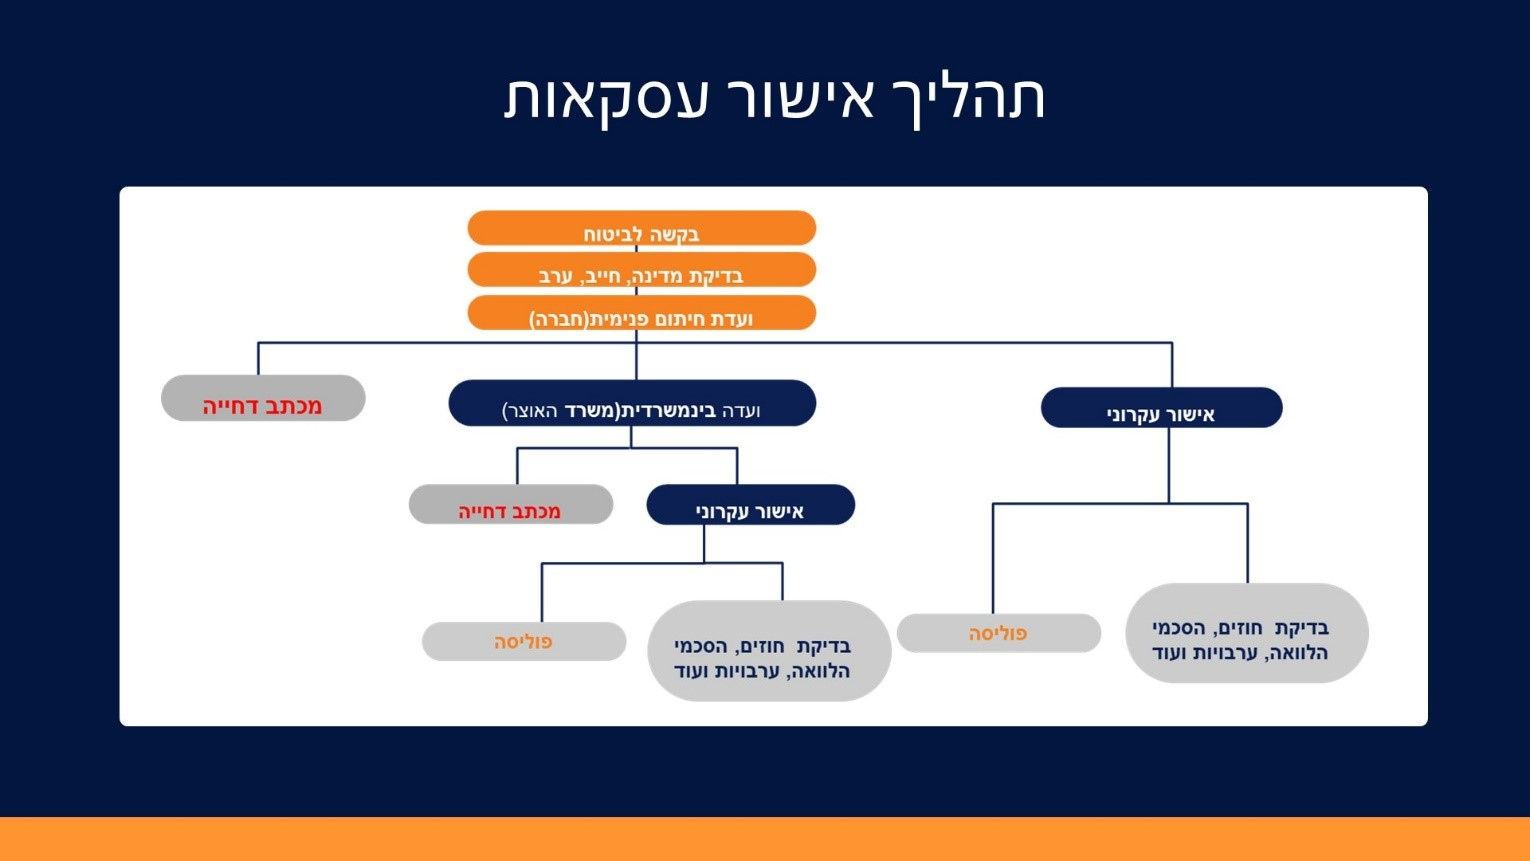 תהליך אישור עסקאות
בקשה לביטוח
בדיקת מדינה, חייב, ערב
ועדת חיתום פנימית(חברה)
אישור עקרוני
ועדה בינמשרדית(משרד האוצר)
מכתב דחייה
אישור עקרוני
מכתב דחייה
בדיקת חוזים, הסכמי
הלוואה, ערבויות ועוד
פוליסה
בדיקת חוזים, הסכמי
הלוואה, ערבויות ועוד
פוליסה